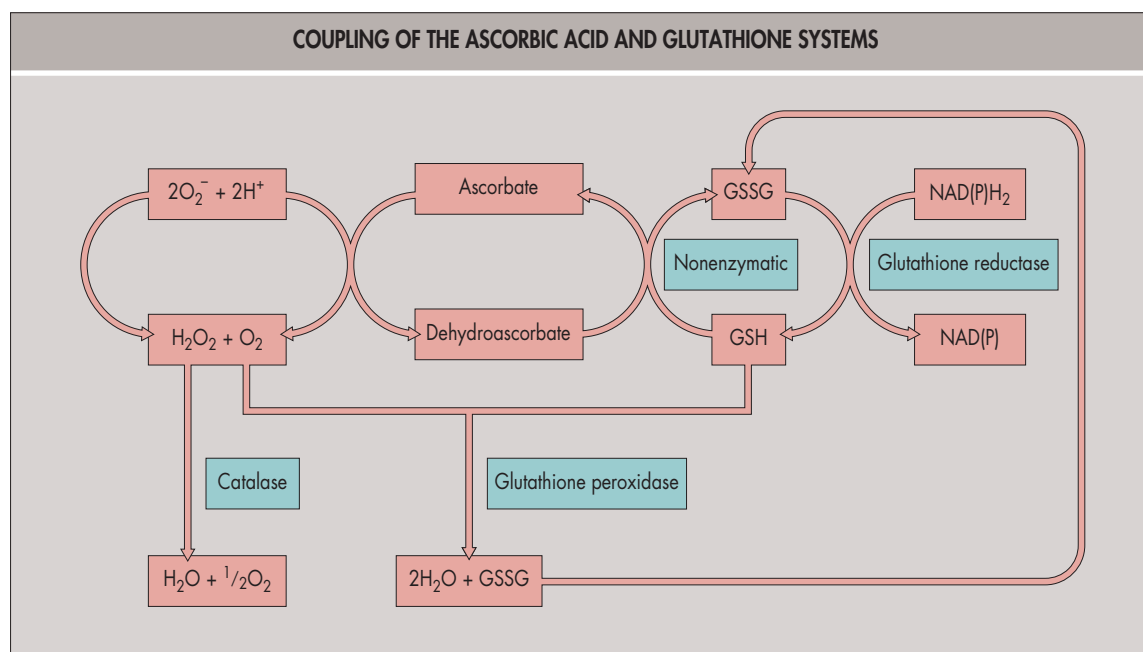 COUPLING OF THE ASCORBIC ACID AND GLUTATHIONE SYSTEMS
2O₂⁻ + 2H⁺
Ascorbate
GSSG
NAD(P)H₂
Nonenzymatic
Glutathione reductase
H₂O₂ + O₂
Dehydroascorbate
GSH
NAD(P)
Catalase
Glutathione peroxidase
H₂O + ¹/₂O₂
2H₂O + GSSG